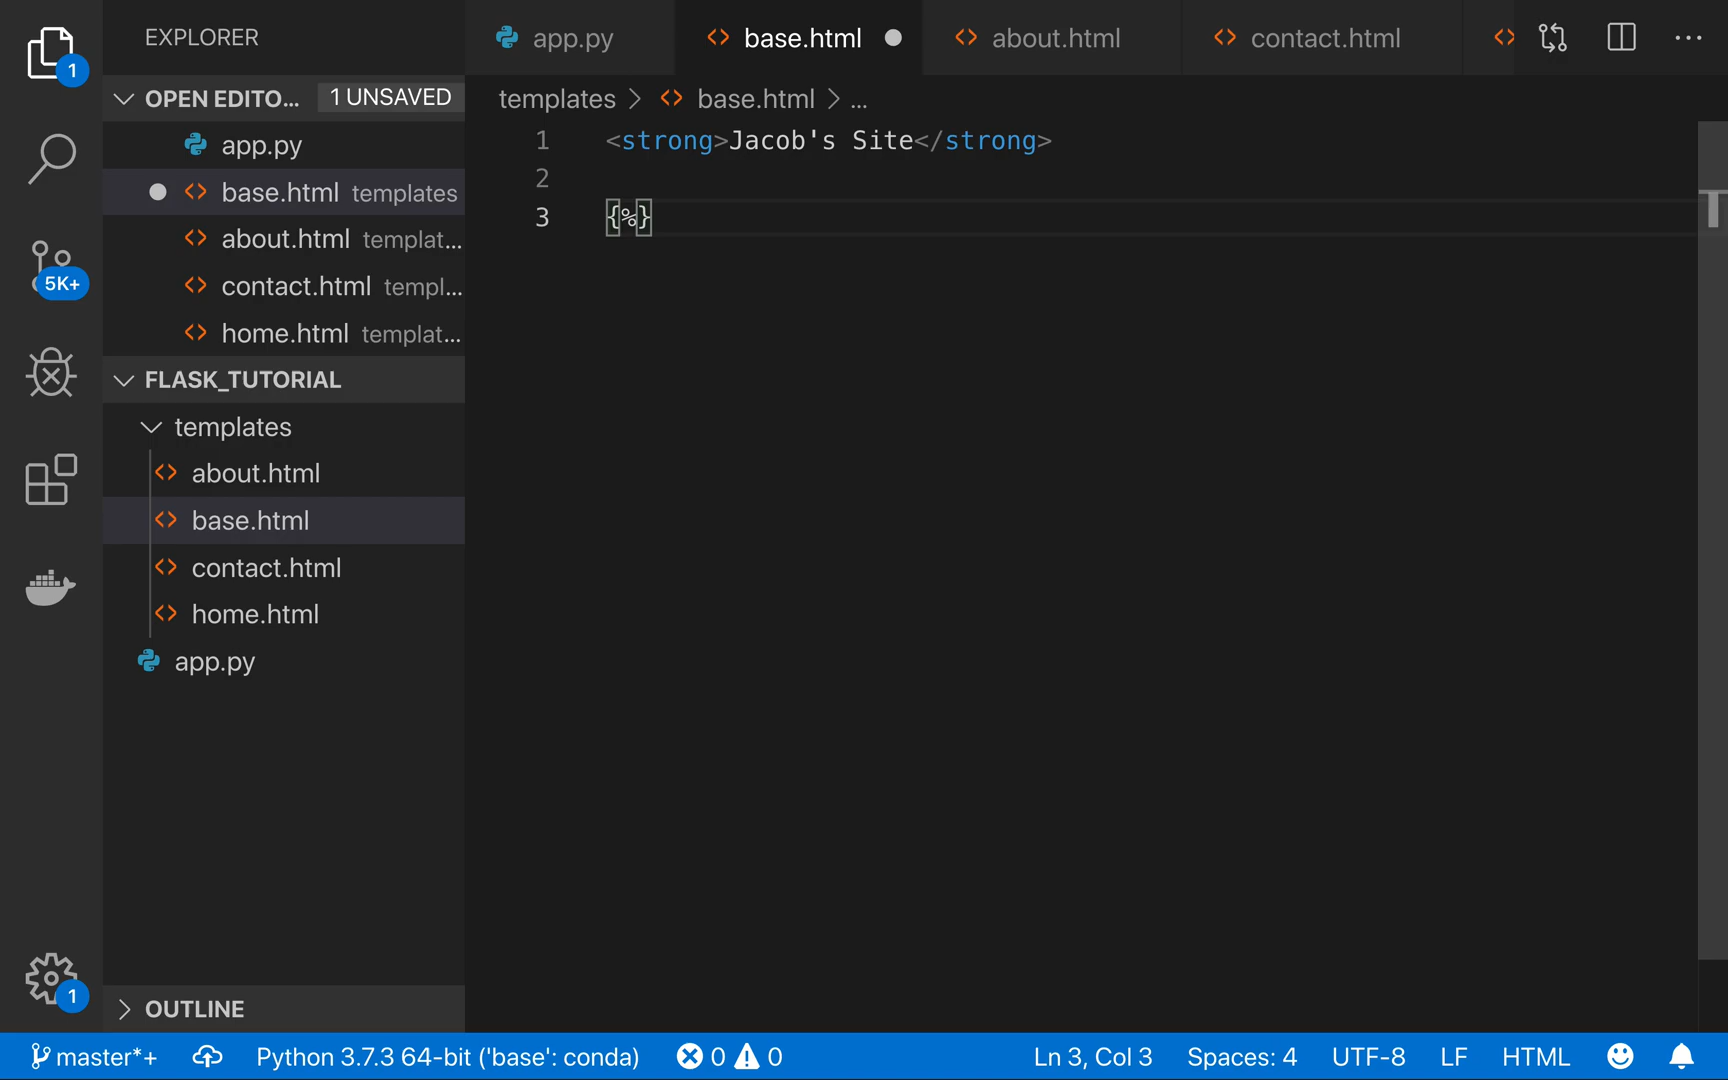 EXPLORER
app.py
base.html
about.html
contact.html
1
OPEN EDITO...
1 UNSAVED
templates
base.html
...
app.py
base.html templates
about.html templat...
contact.html templ...
home.html templat...
1 <strong>Jacob's Site</strong>
2
3 {%}
5K+
FLASK_TUTORIAL
templates
about.html
base.html
contact.html
home.html
app.py
1
OUTLINE
master*+
Python 3.7.3 64-bit ('base': conda)
0
0
Ln 3, Col 3
Spaces: 4
UTF-8
LF
HTML